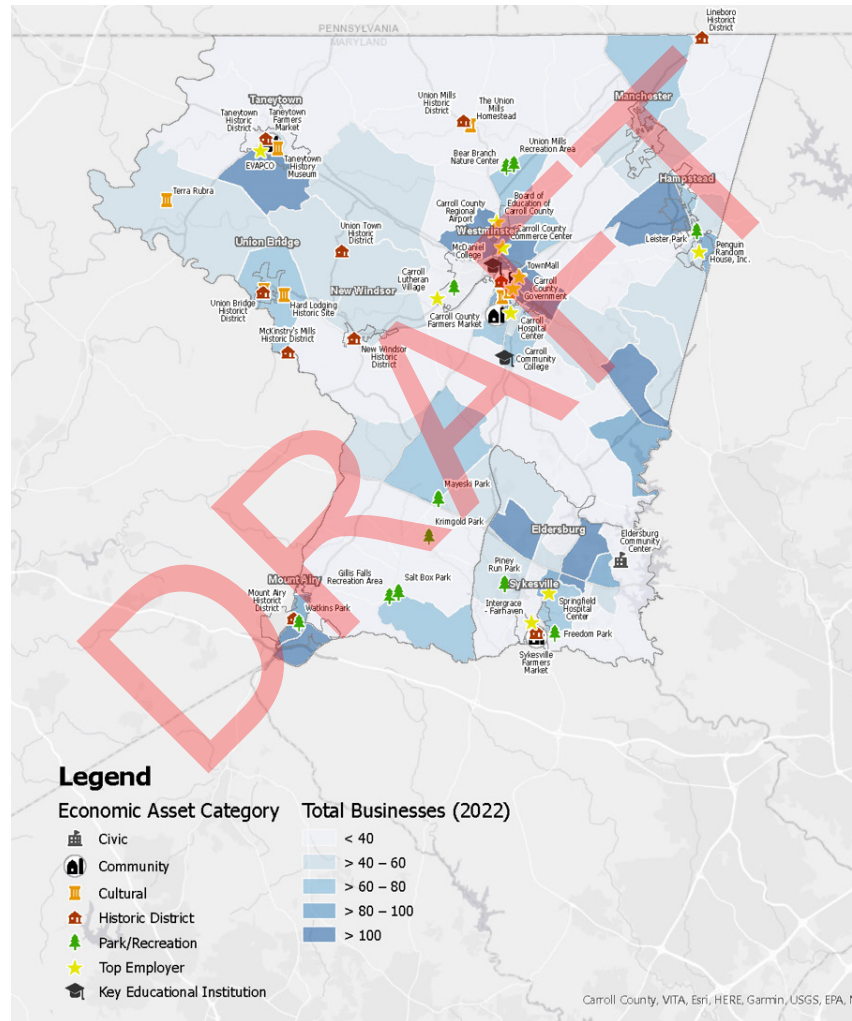 Lineboro
Historic
District
PENNSYLVANIA
MARYLAND
Taneytown
Taneytown
Historic
District
Taneytown
Farmers
Market
EVAPCO
Taneytown
History
Museum
Union Mills
Historic
District
The Union
Mills
Homestead
Manchester
Bear Branch
Nature Center
Union Mills
Recreation Area
Terra Rubra
Carroll County
Regional
Airport
Board of
Education of
Carroll County
Hampstead
Westminster
Carroll County
Commerce Center
Union Town
Historic
District
Union Bridge
McDaniel
College
Leister Park
Penguin
Random
House, Inc.
TownMall
Carroll
Lutheran
Village
Carroll
County
Government
New Windsor
Union Bridge
Historict
District
Hard Lodging
Historic Site
Carroll County
Farmers Market
Carroll
Hospital
Center
McKinstry's Mills
Historic District
New Windsor
Historic
District
Carroll
Community
College
Mayeski Park
Krimgold Park
Eldersburg
Eldersburg
Community
Center
Gillis Falls
Recreation Area
Salt Box Park
Piney
Run Park
Sykesville
Mount Airy
Mount Airy
Historict
District
Watkins Park
Intergrace -
Fairhaven
Springfield
Hospital
Center
Freedom Park
Sykesville
Farmers
Market
DRAFT
Legend
Economic Asset Category
Civic
Community
Cultural
Historic District
Park/Recreation
Top Employer
Key Educational Institution
Total Businesses (2022)
< 40
> 40 – 60
> 60 – 80
> 80 – 100
> 100
Carroll County, VITA, Esri, HERE, Garmin, USGS, EPA,